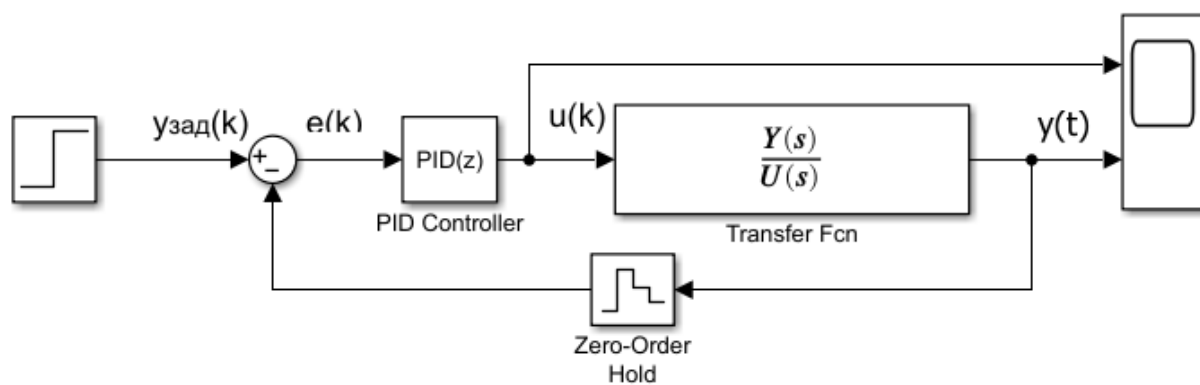 yзад(k)
e(k)
PID(z)
PID Controller
u(k)
Y(s)
U(s)
Transfer Fcn
y(t)
+
−
Zero-Order
Hold